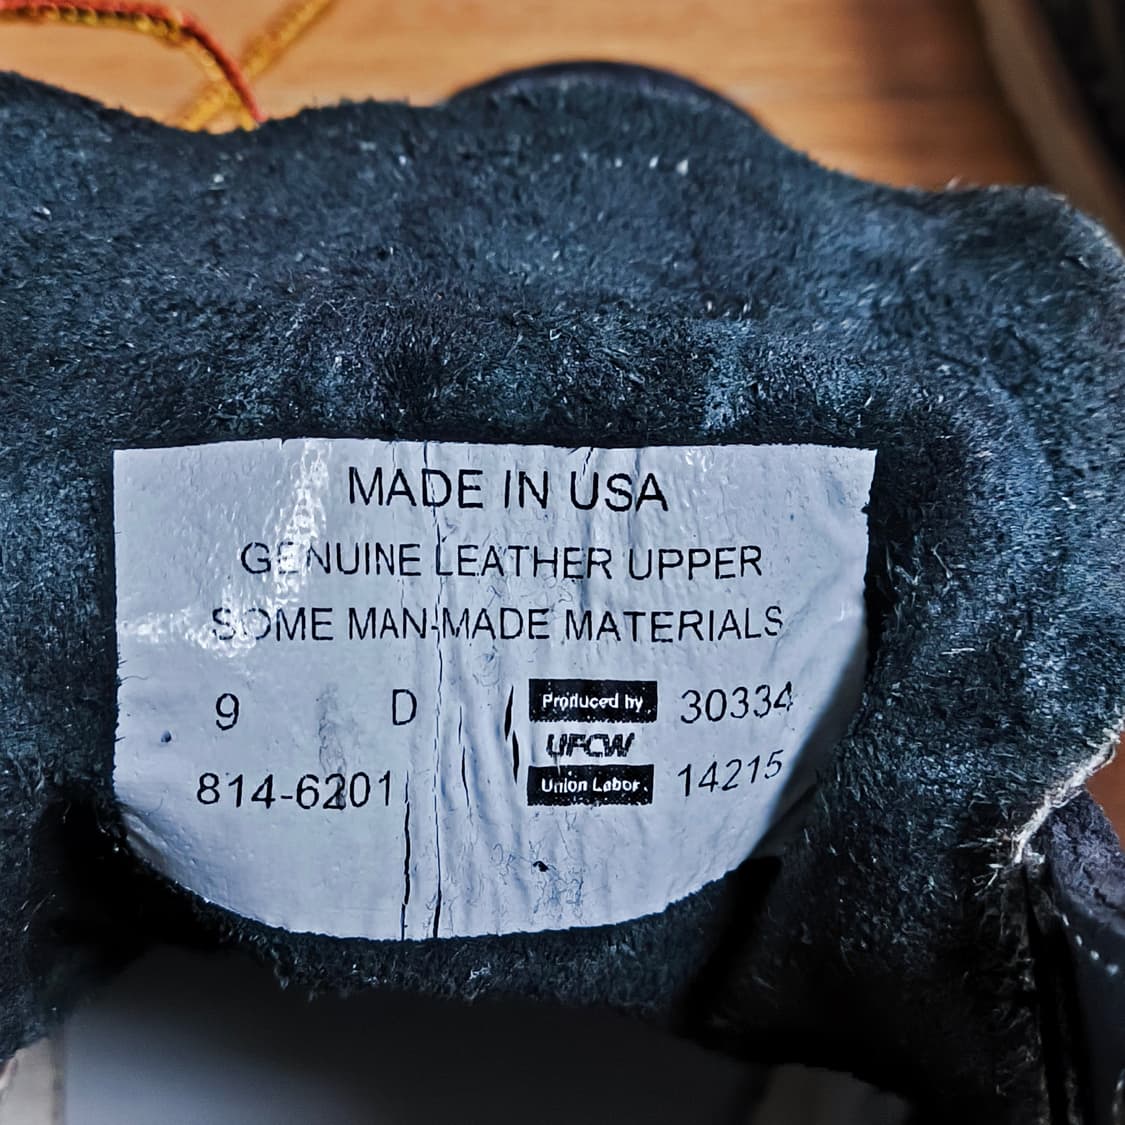 MADE IN USA
GENUINE LEATHER UPPER
SOME MAN-MADE MATERIALS
9 D Produced by 30334
UFCW
814-6201 Union Labor. 14215